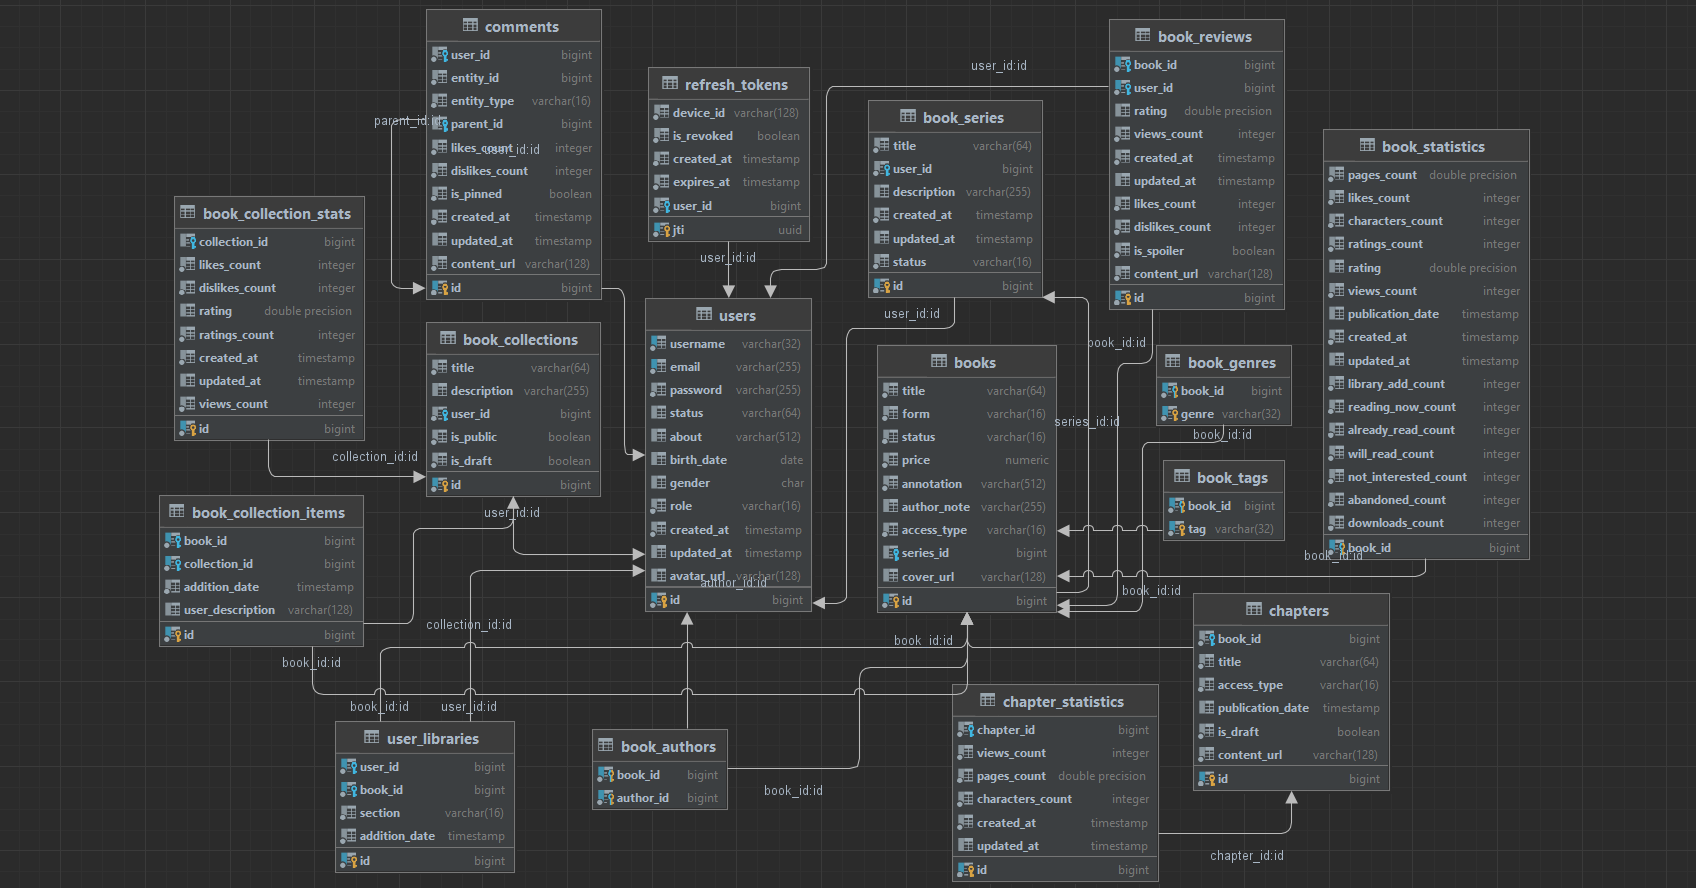 comments
user_id bigint
entity_id bigint
entity_type varchar(16)
parent_id bigint
likes_count integer
dislikes_count integer
is_pinned boolean
created_at timestamp
updated_at timestamp
content_url varchar(128)
id bigint
parent_id:id
user_id:id
refresh_tokens
device_id varchar(128)
is_revoked boolean
created_at timestamp
expires_at timestamp
user_id bigint
jti uuid
user_id:id
book_series
title varchar(64)
user_id bigint
description varchar(255)
created_at timestamp
updated_at timestamp
status varchar(16)
id bigint
user_id:id
user_id:id
book_reviews
book_id bigint
user_id bigint
rating double precision
views_count integer
created_at timestamp
updated_at timestamp
likes_count integer
dislikes_count integer
is_spoiler boolean
content_url varchar(128)
id bigint
book_id:id
book_statistics
pages_count double precision
likes_count integer
characters_count integer
ratings_count integer
rating double precision
views_count integer
publication_date timestamp
created_at timestamp
updated_at timestamp
library_add_count integer
reading_now_count integer
already_read_count integer
will_read_count integer
not_interested_count integer
abandoned_count integer
downloads_count integer
book_id bigint
book_id:id
book_collection_stats
collection_id bigint
likes_count integer
dislikes_count integer
rating double precision
ratings_count integer
created_at timestamp
updated_at timestamp
views_count integer
id bigint
collection_id:id
book_collections
title varchar(64)
description varchar(255)
user_id bigint
is_public boolean
is_draft boolean
id bigint
user_id:id
users
username varchar(32)
email varchar(255)
password varchar(255)
status varchar(64)
about varchar(512)
birth_date date
gender char
role varchar(16)
created_at timestamp
updated_at timestamp
avatar_url varchar(128)
id bigint
author_id:id
books
title varchar(64)
form varchar(16)
status varchar(16)
price numeric
annotation varchar(512)
author_note varchar(255)
access_type varchar(16)
series_id bigint
cover_url varchar(128)
id bigint
series_id:id
book_genres
book_id bigint
genre varchar(32)
book_id:id
book_tags
book_id bigint
tag varchar(32)
book_id:id
book_collection_items
book_id bigint
collection_id bigint
addition_date timestamp
user_description varchar(128)
id bigint
collection_id:id
book_id:id
chapters
book_id bigint
title varchar(64)
access_type varchar(16)
publication_date timestamp
is_draft boolean
content_url varchar(128)
id bigint
book_id:id
user_libraries
user_id bigint
book_id bigint
section varchar(16)
addition_date timestamp
id bigint
book_id:id
user_id:id
book_authors
book_id bigint
author_id bigint
book_id:id
chapter_statistics
chapter_id bigint
views_count integer
pages_count double precision
characters_count integer
created_at timestamp
updated_at timestamp
id bigint
chapter_id:id